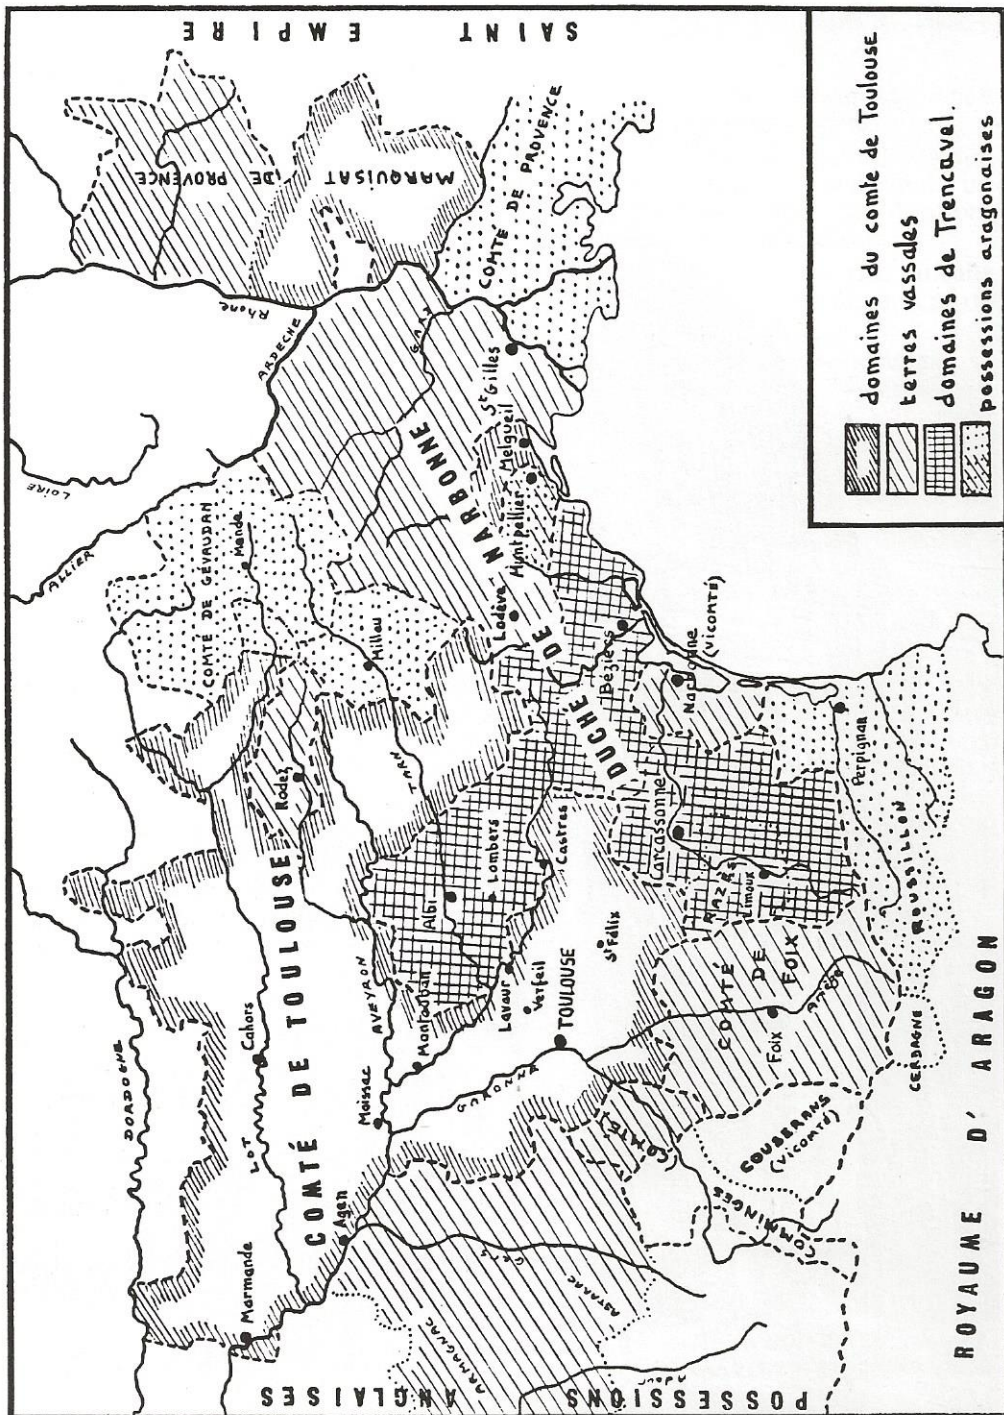 SAINT EMPIRE
MARQUISAT
DE PROVENCE
COMTÉ DE PROVENCE
Rhône
ARDECHE
GARD
LOIRE
ALLIER
St Gilles
Melgueil
Montpellier
DUCHÉ DE NARBONNE
Lodève
COMTE DE GÉVAUDAN
Mende
Millau
Béziers
Narbonne
(VICOMTÉ)
Rodez
TARN
Perpignan
ROUSSILLON
Carcassonne
RAZÈS
Limoux
Castres
Lombers
Albi
St Félix
COMTÉ DE TOULOUSE
AVEYRON
Montauban
Lavaur
Verfeil
TOULOUSE
COMTÉ
DE
FOIX
Foix
ARIÈGE
CERDAGNE
DORDOGNE
Cahors
LOT
Moissac
GARONNE
COMTÉ
COMMINGES
COUSERANS
(VICOMTÉ)
Agen
Marmande
GERS
ASTARAC
ARMAGNAC
Adour
POSSESSIONS ANGLAISES
ROYAUME D'ARAGON
domaines du comte de Toulouse
terres vassales
domaines de Trencavel.
possessions aragonaises